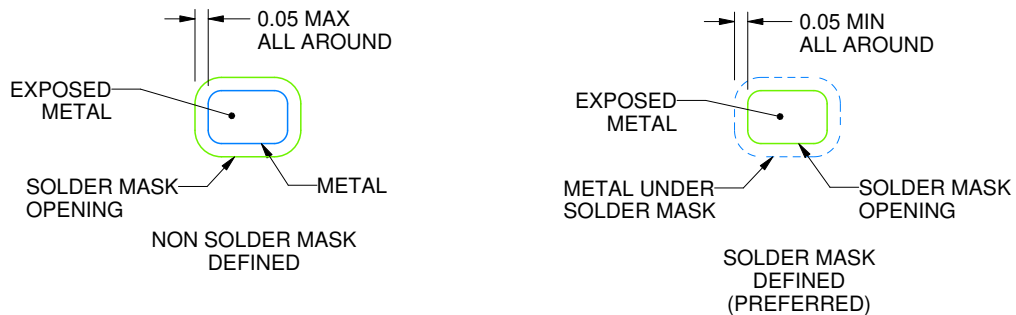 0.05 MAX
ALL AROUND
EXPOSED
METAL
SOLDER MASK
OPENING
METAL
NON SOLDER MASK
DEFINED
0.05 MIN
ALL AROUND
EXPOSED
METAL
METAL UNDER
SOLDER MASK
SOLDER MASK
OPENING
SOLDER MASK
DEFINED
(PREFERRED)